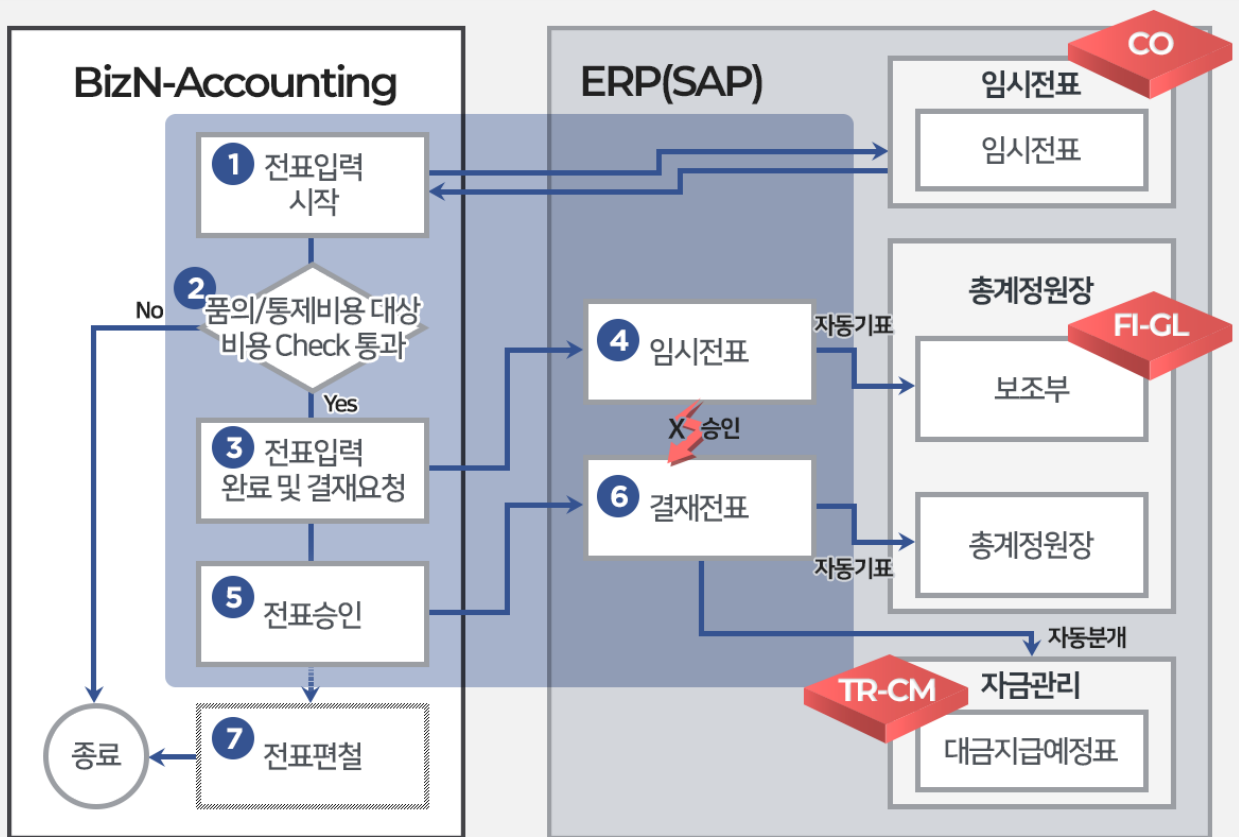 BizN-Accounting
1 전표입력
시작
2 품의/통제비용 대상
비용 Check 통과
No
Yes
3 전표입력
완료 및 결재요청
5 전표승인
7 전표편철
종료
ERP(SAP)
4 임시전표
X 승인
6 결재전표
자동기표
자동기표
자동분개
CO
임시전표
임시전표
총계정원장
FI-GL
보조부
총계정원장
TR-CM
자금관리
대금지급예정표